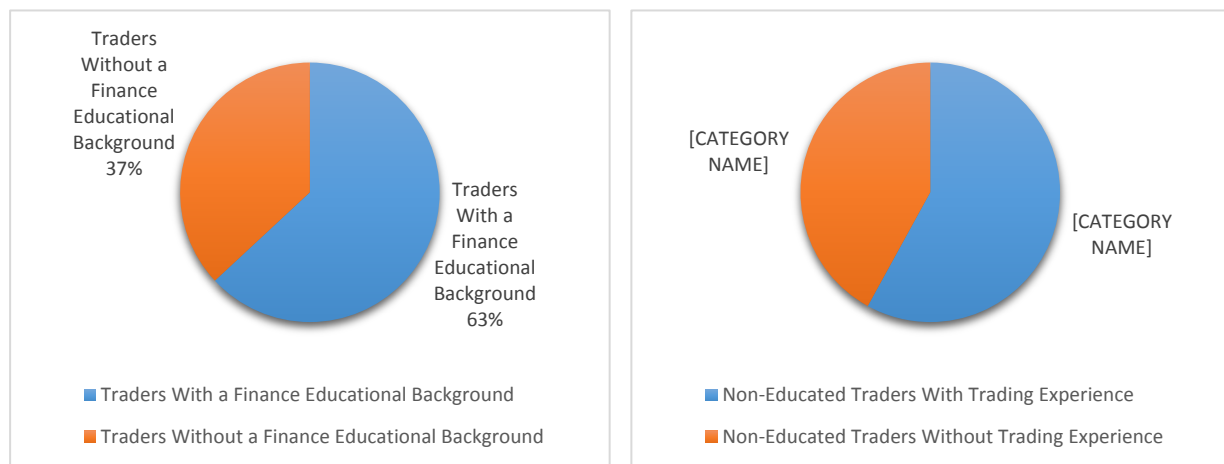 Traders
Without a
Finance
Educational
Background
37%
Traders
With a
Finance
Educational
Background
63%
Traders With a Finance Educational Background
Traders Without a Finance Educational Background
[CATEGORY
NAME]
[CATEGORY
NAME]
Non-Educated Traders With Trading Experience
Non-Educated Traders Without Trading Experience